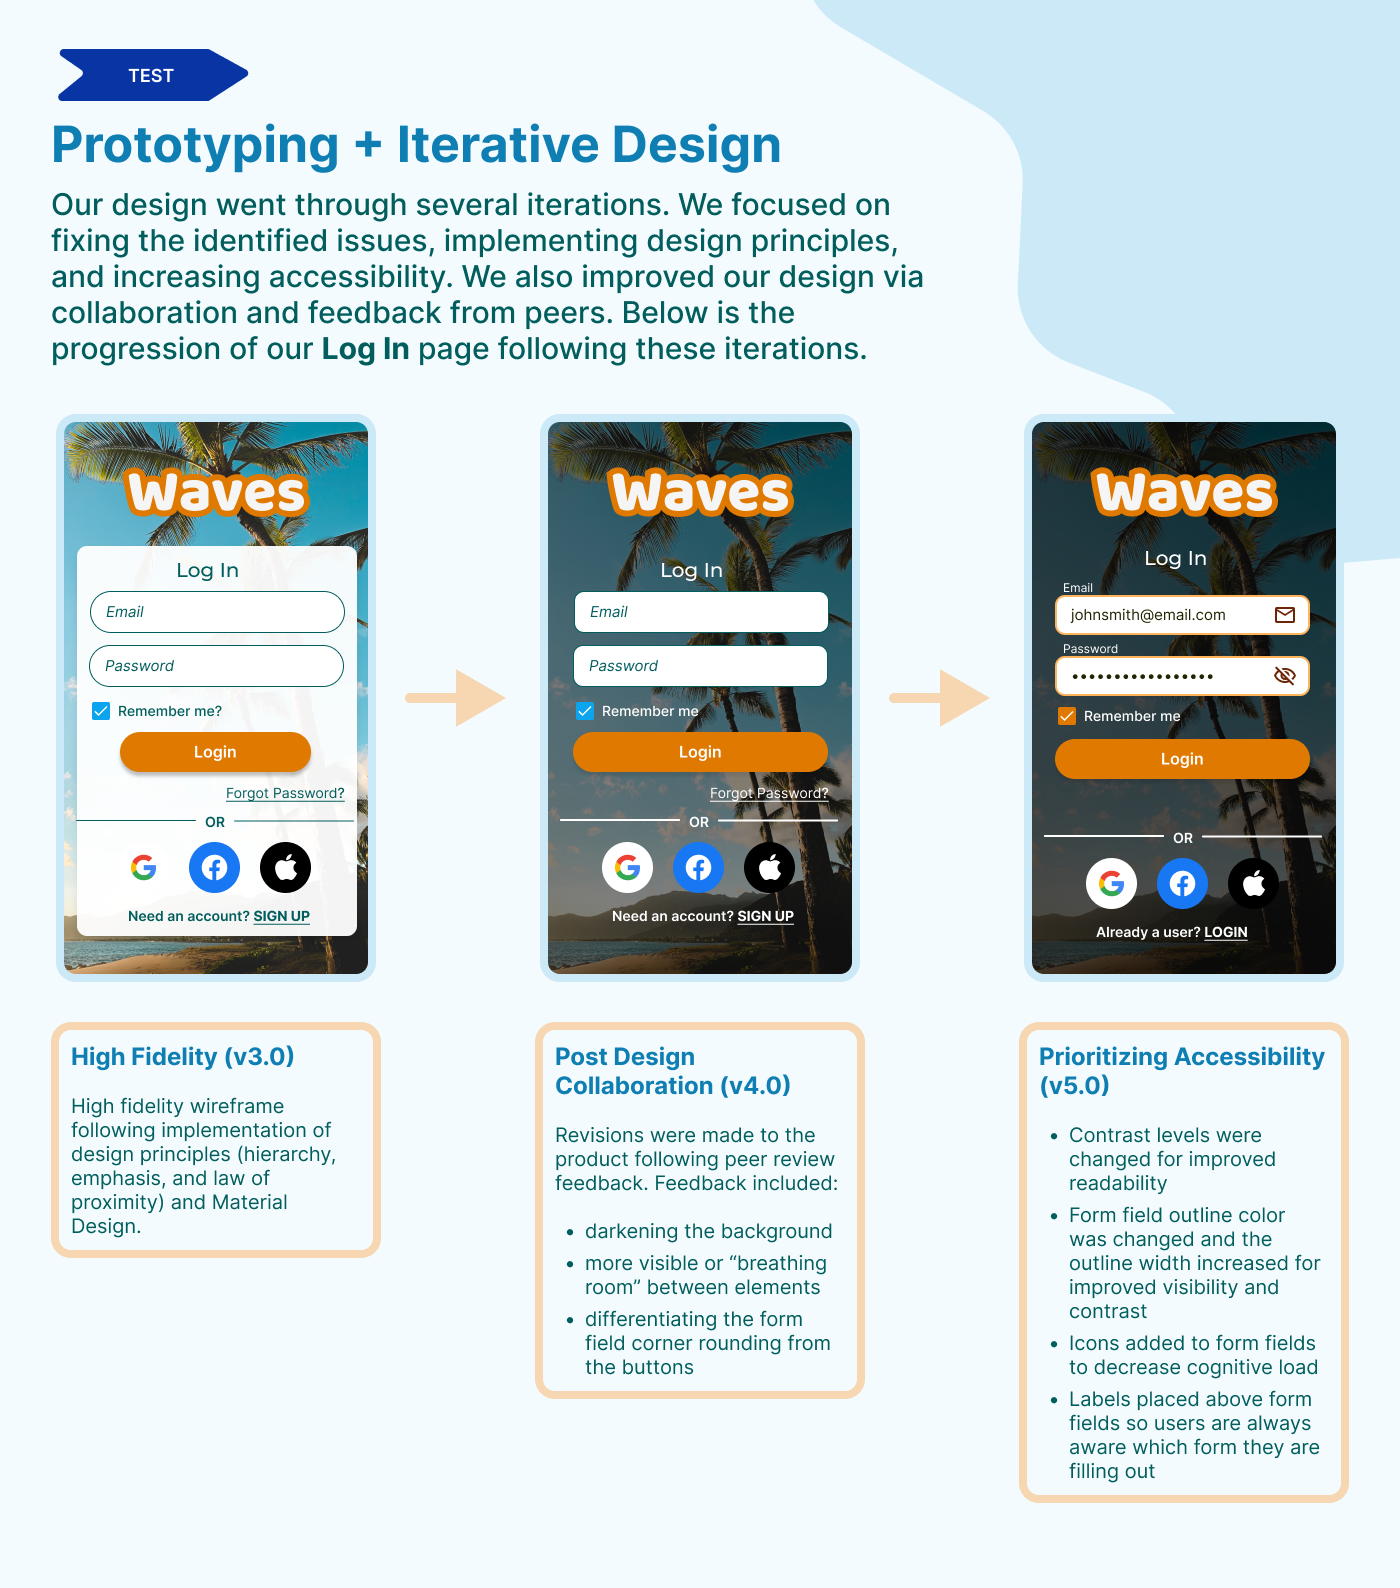 TEST
Prototyping + Iterative Design
Our design went through several iterations. We focused on
fixing the identified issues, implementing design principles,
and increasing accessibility. We also improved our design via
collaboration and feedback from peers. Below is the
progression of our Log In page following these iterations.
Waves
Log In
Email
Password
Remember me?
Login
Forgot Password?
OR
Need an account? SIGN UP
Waves
Log In
Email
Password
Remember me
Login
Forgot Password?
OR
Need an account? SIGN UP
Waves
Log In
Email
johnsmith@email.com
Password
•••••••••••••••••
Remember me
Login
OR
Already a user? LOGIN
High Fidelity (v3.0)
High fidelity wireframe
following implementation of
design principles (hierarchy,
emphasis, and law of
proximity) and Material
Design.
Post Design
Collaboration (v4.0)
Revisions were made to the
product following peer review
feedback. Feedback included:
• darkening the background
• more visible or “breathing
room” between elements
• differentiating the form
field corner rounding from
the buttons
Prioritizing Accessibility
(v5.0)
• Contrast levels were
changed for improved
readability
• Form field outline color
was changed and the
outline width increased for
improved visibility and
contrast
• Icons added to form fields
to decrease cognitive load
• Labels placed above form
fields so users are always
aware which form they are
filling out